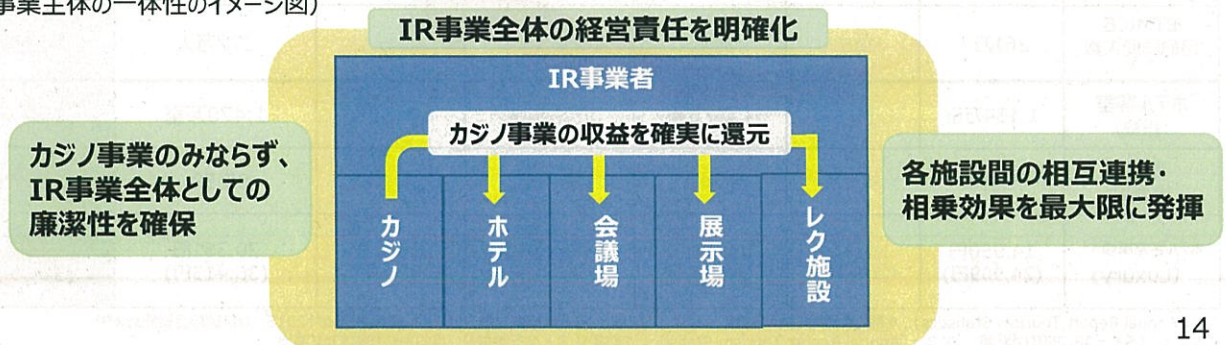 事業主体の一体性のイメージ図)
IR事業全体の経営責任を明確化
IR事業者
カジノ事業の収益を確実に還元
カジノ事業のみならず、
IR事業全体としての
廉潔性を確保
カジノ
ホテル
会議場
展示場
レク施設
各施設間の相互連携・
相乗効果を最大限に発揮
14